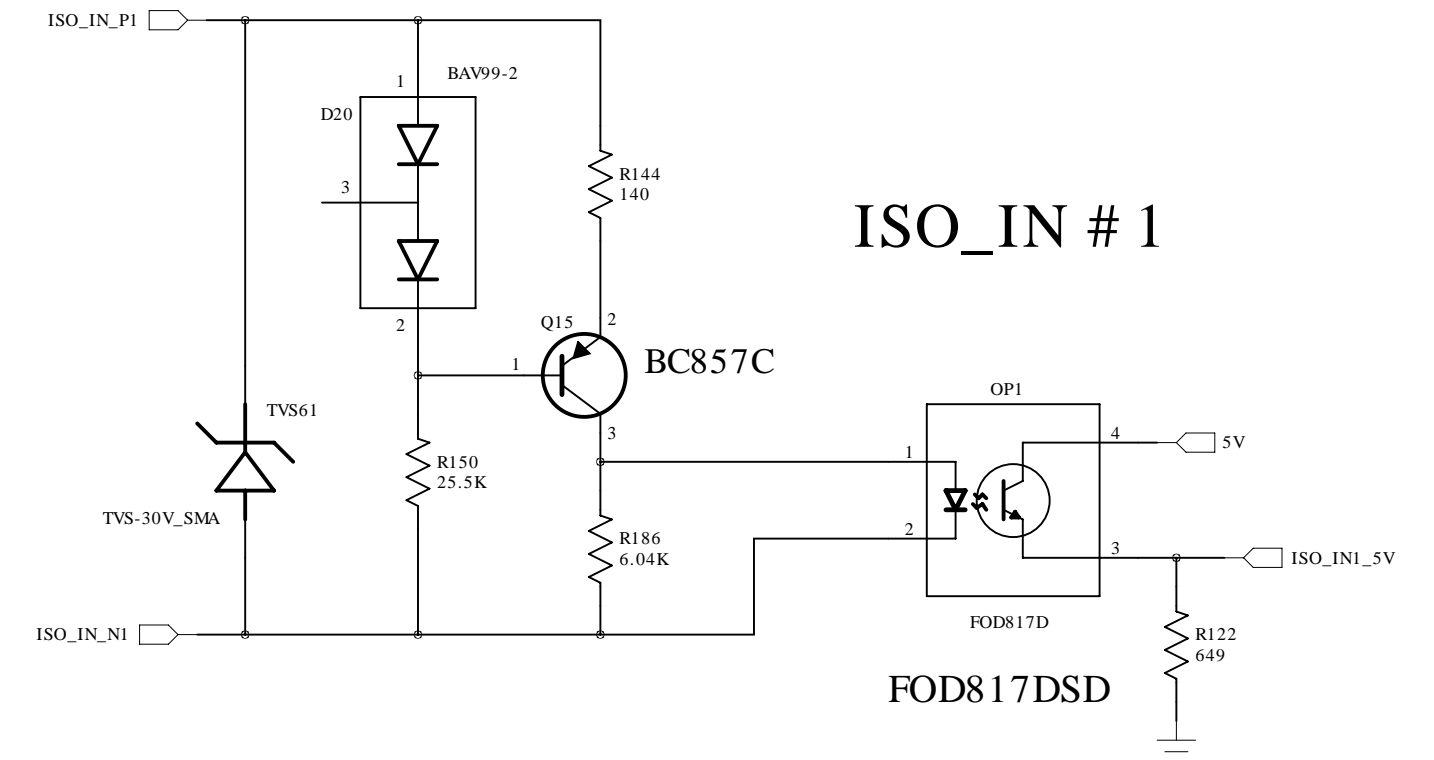 ISO_IN_P1
BAV99-2
1
D20
3
2
R144
140
ISO_IN # 1
Q15
2
1
BC857C
3
TVS61
TVS-30V_SMA
R150
25.5K
OP1
1
4
5V
2
3
ISO_IN1_5V
R186
6.04K
FOD817D
ISO_IN_N1
R122
649
FOD817DSD